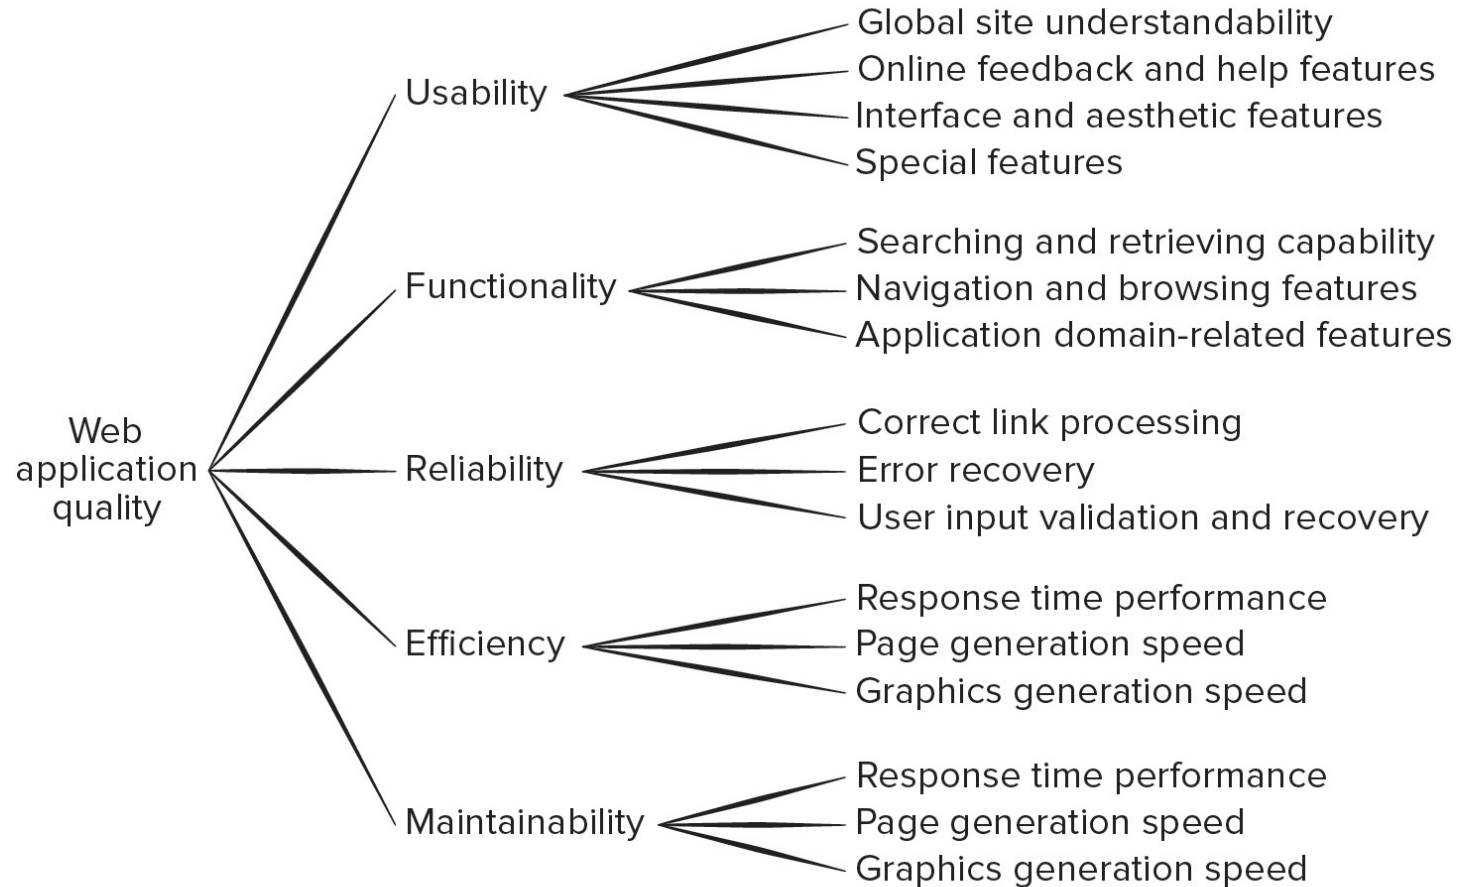 Web
application
quality
Usability
Global site understandability
Online feedback and help features
Interface and aesthetic features
Special features
Functionality
Searching and retrieving capability
Navigation and browsing features
Application domain-related features
Reliability
Correct link processing
Error recovery
User input validation and recovery
Efficiency
Response time performance
Page generation speed
Graphics generation speed
Maintainability
Response time performance
Page generation speed
Graphics generation speed